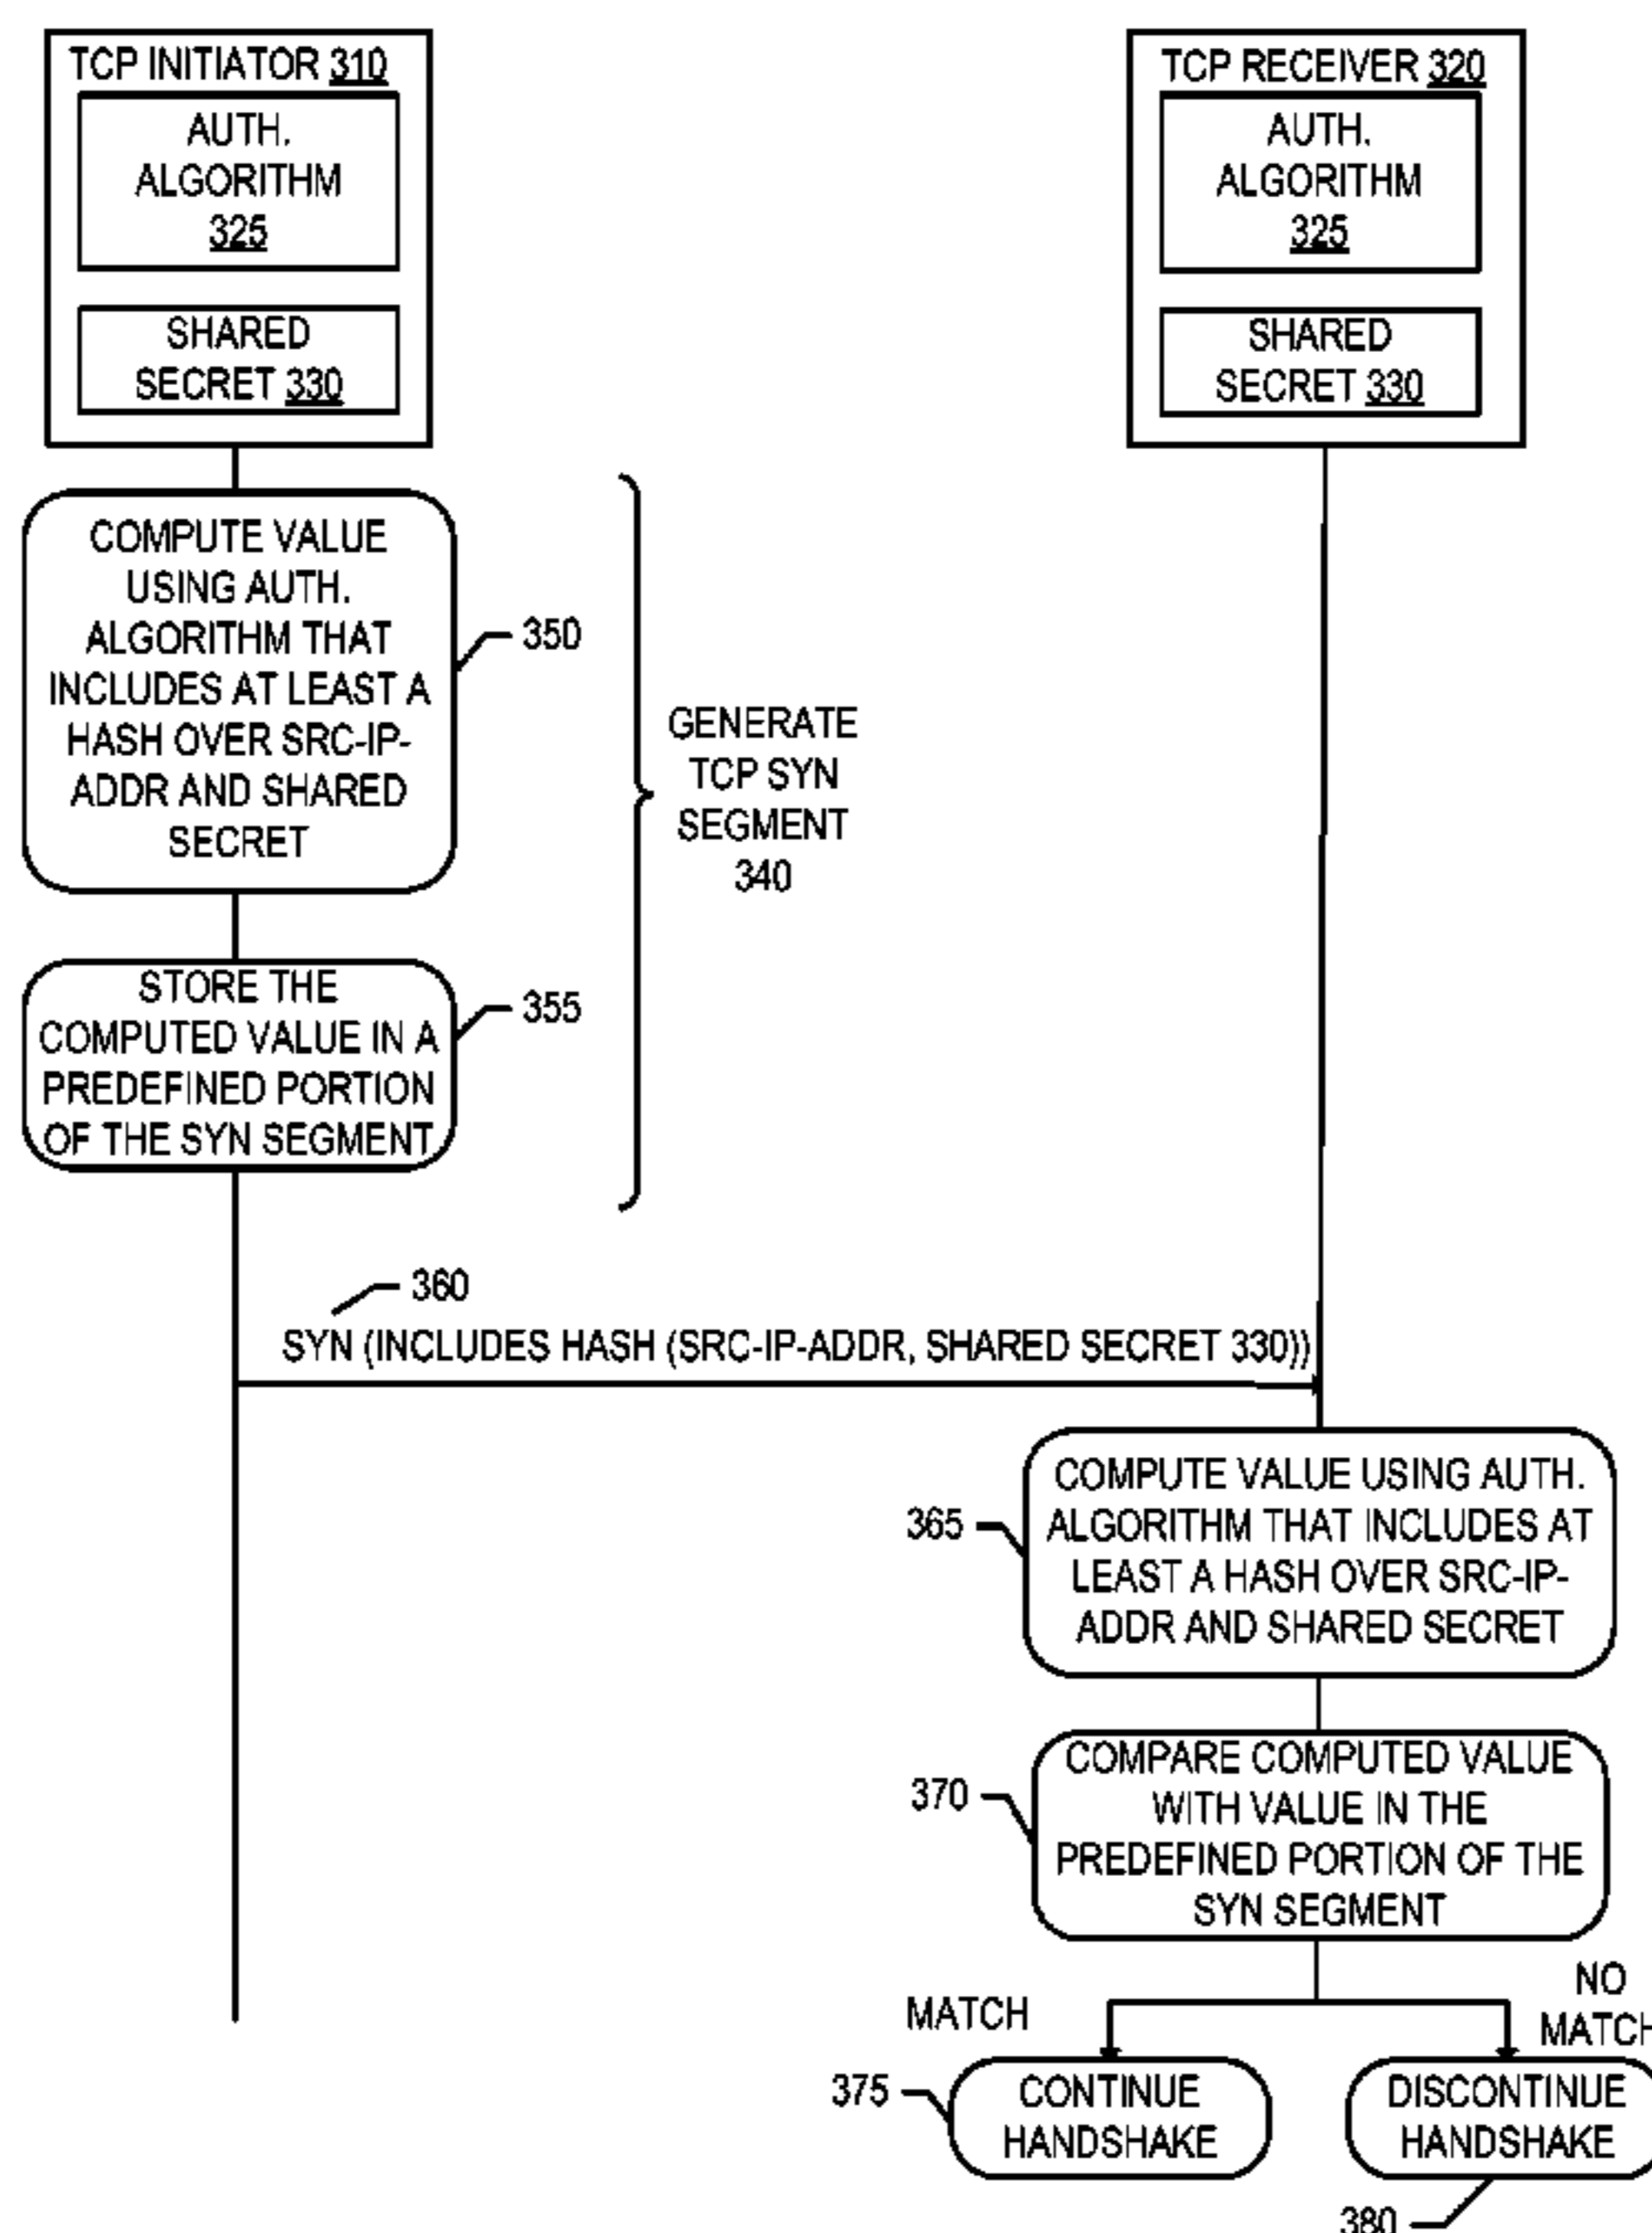 TCP INITIATOR 310
AUTH.
ALGORITHM
325
SHARED
SECRET 330
TCP RECEIVER 320
AUTH.
ALGORITHM
325
SHARED
SECRET 330
COMPUTE VALUE
USING AUTH.
ALGORITHM THAT
INCLUDES AT LEAST A
HASH OVER SRC-IP-
ADDR AND SHARED
SECRET
350
GENERATE
TCP SYN
SEGMENT
340
STORE THE
COMPUTED VALUE IN A
PREDEFINED PORTION
OF THE SYN SEGMENT
355
360
SYN (INCLUDES HASH (SRC-IP-ADDR, SHARED SECRET 330))
COMPUTE VALUE USING AUTH.
ALGORITHM THAT INCLUDES AT
LEAST A HASH OVER SRC-IP-
ADDR AND SHARED SECRET
365
COMPARE COMPUTED VALUE
WITH VALUE IN THE
PREDEFINED PORTION OF THE
SYN SEGMENT
370
MATCH
NO
MATCH
375
CONTINUE
HANDSHAKE
DISCONTINUE
HANDSHAKE
380